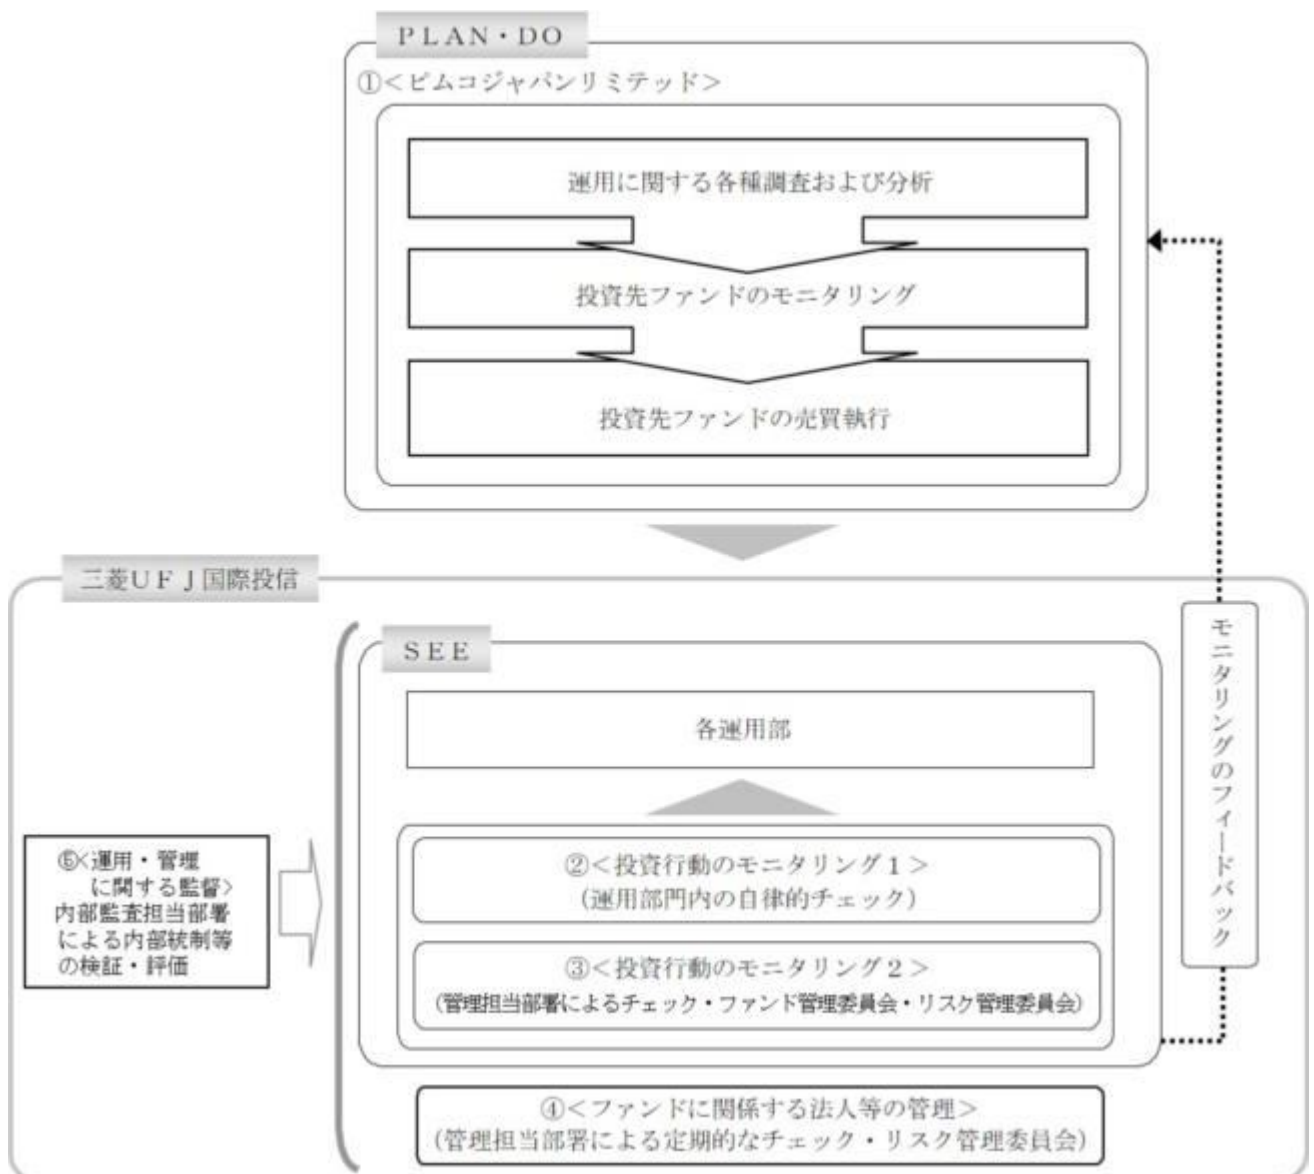 PLAN・DO
①＜ピムコジャパンリミテッド＞
運用に関する各種調査および分析
投資先ファンドのモニタリング
投資先ファンドの売買執行
三菱ＵＦＪ国際投信
SEE
各運用部
②＜投資行動のモニタリング１＞
（運用部門内の自律的チェック）
③＜投資行動のモニタリング２＞
（管理担当部署によるチェック・ファンド管理委員会・リスク管理委員会）
④＜ファンドに関係する法人等の管理＞
（管理担当部署による定期的なチェック・リスク管理委員会）
⑤＜運用・管理
に関する監督＞
内部監査担当部署
による内部統制等
の検証・評価
モニタリングのフィードバック